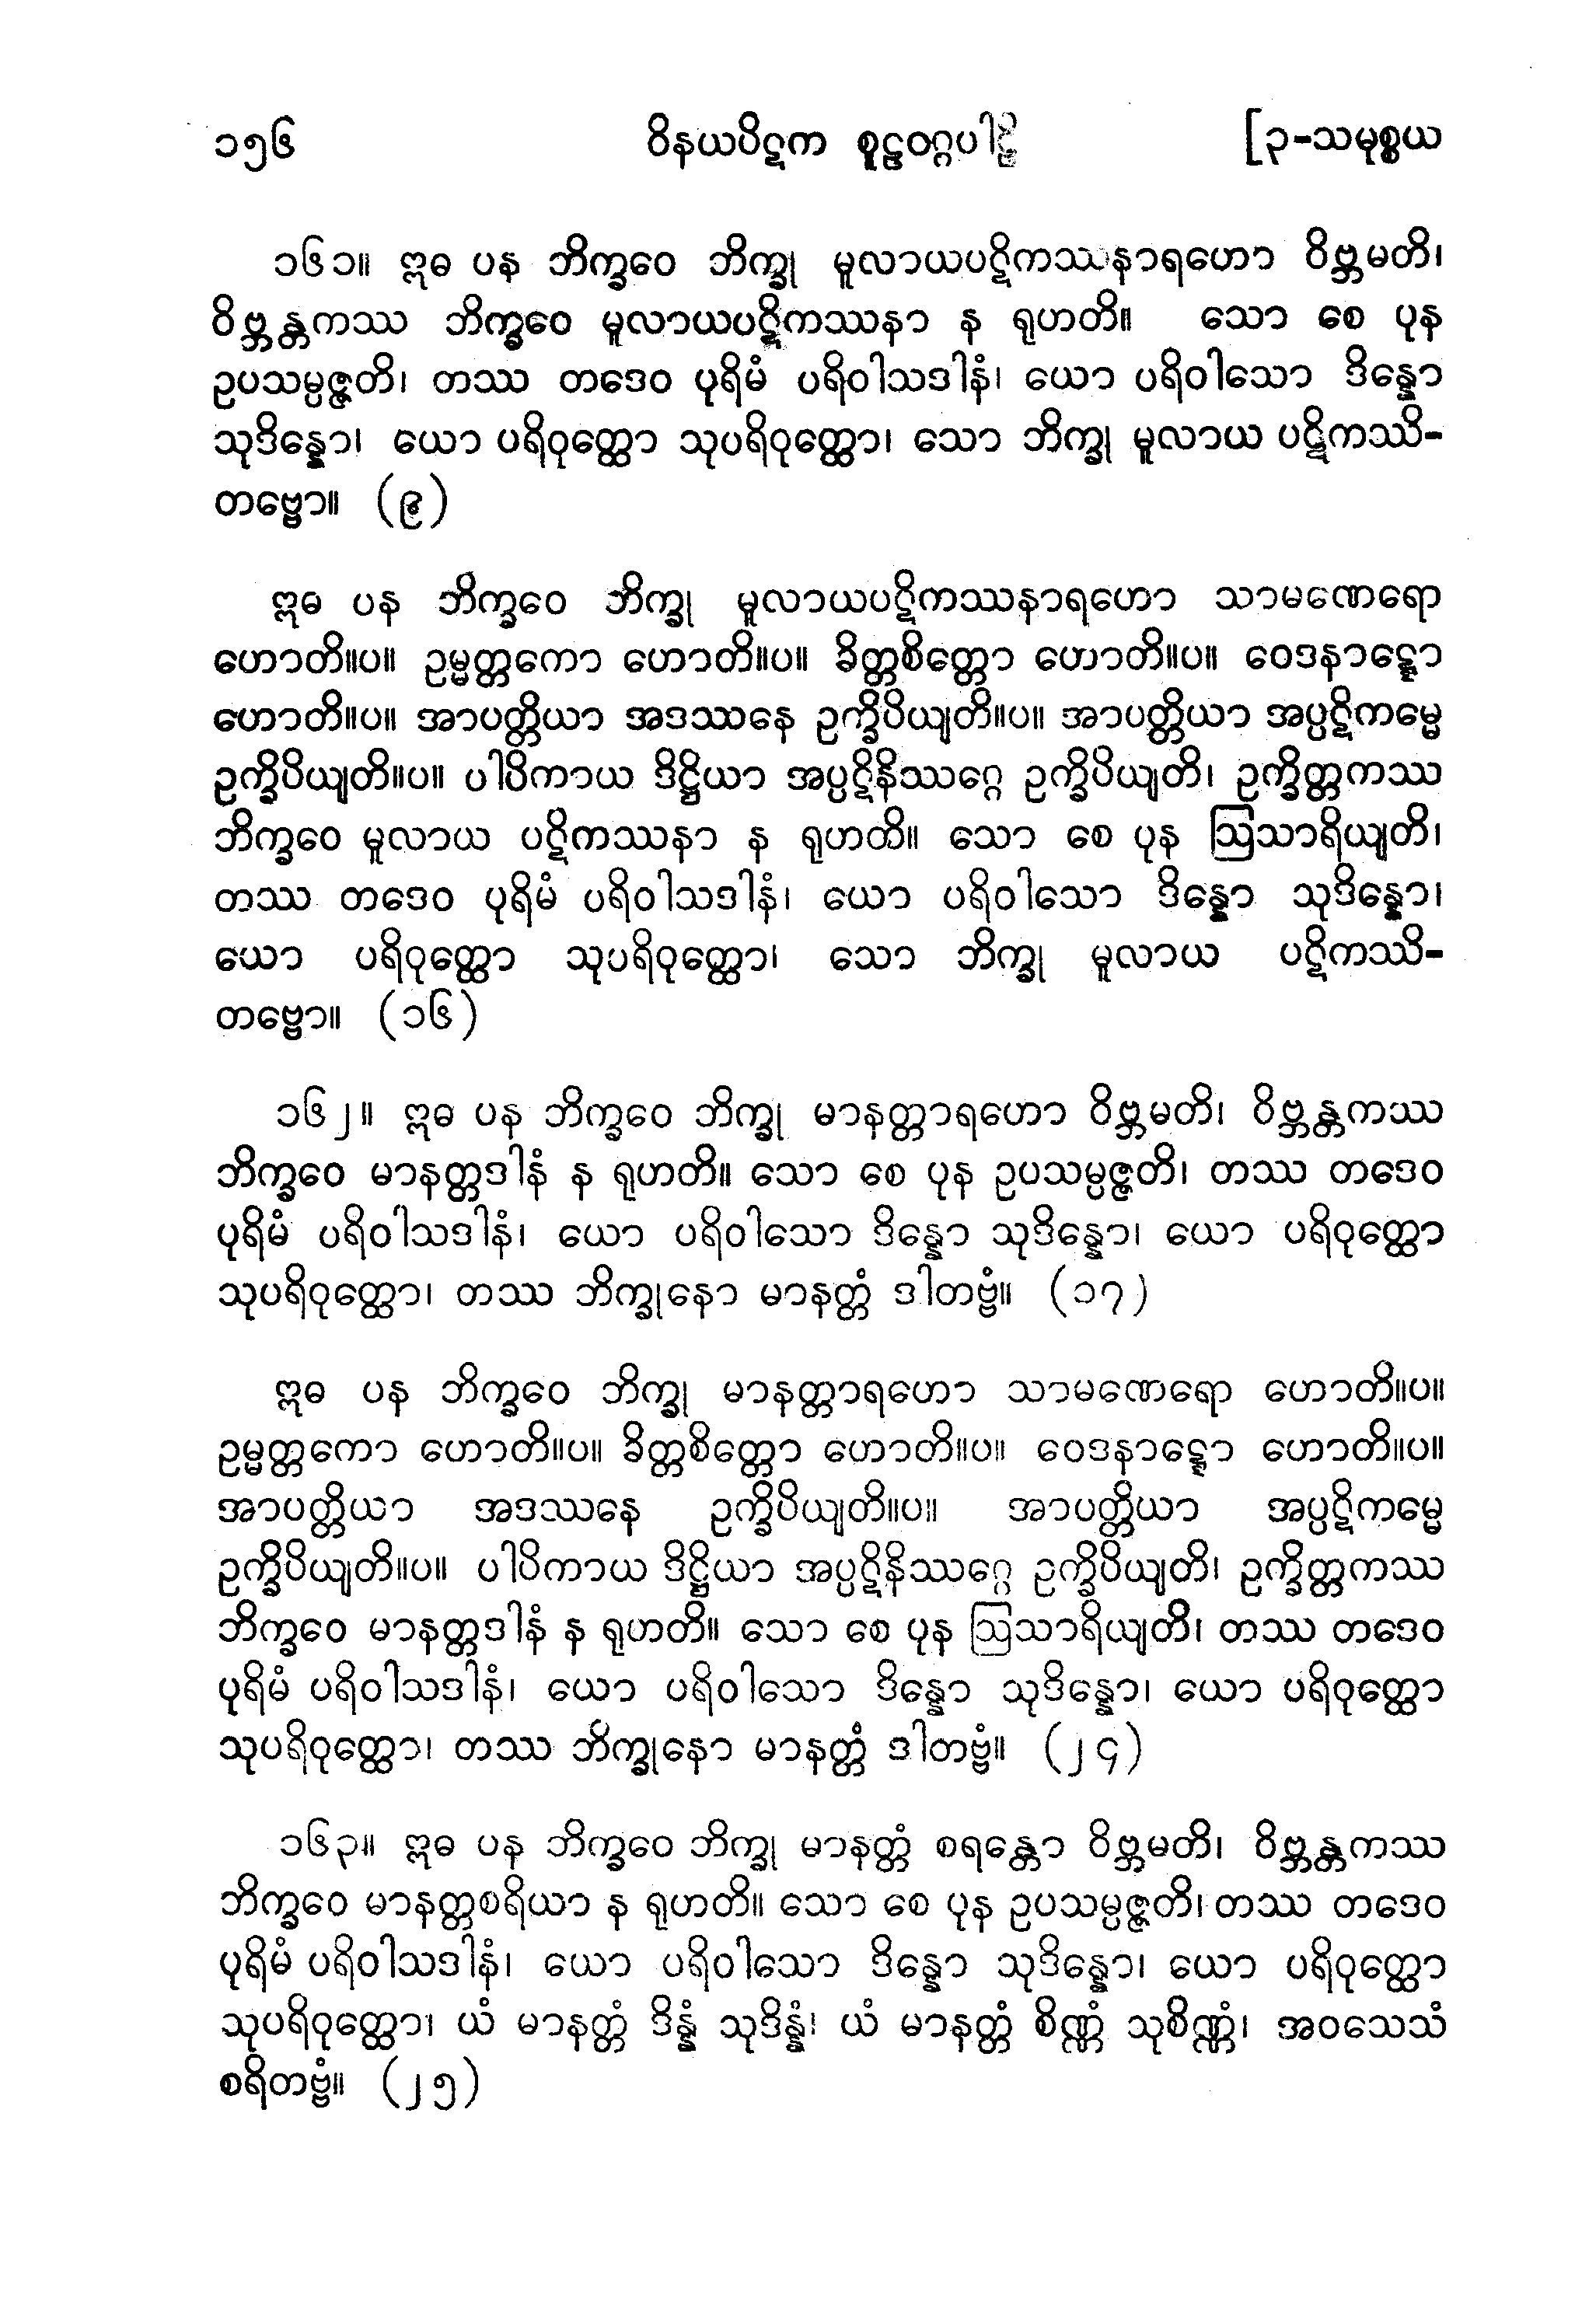 ၁၅၆ ဝိနယပိဋက စူဠဝဂ္ဂပါဠိ [၃-သမုစ္စယ
၁၆၁။ ဣဓ ပန ဘိက္ခဝေ ဘိက္ခု မူလာယပဋိကဿနာရဟော ဝိဗ္ဘမတိ၊
ဝိဗ္ဘန္တကဿ ဘိက္ခဝေ မူလာယပဋိကဿနာ န ရုဟတိ။ သော စေ ပုန
ဥပသမ္ပဇ္ဇတိ၊ တဿ တဒေဝ ပုရိမံ ပရိဝါသဒါနံ၊ ယော ပရိဝါသော ဒိန္နော
သုဒိန္နော၊ ယော ပရိဝုတ္ထော သုပရိဝုတ္ထော၊ သော ဘိက္ခု မူလာယ ပဋိကဿိ-
တဗ္ဗော။ (၉)
ဣဓ ပန ဘိက္ခဝေ ဘိက္ခု မူလာယပဋိကဿနာရဟော သာမဏေရော
ဟောတိ။ပ။ ဥမ္မတ္တကော ဟောတိ။ပ။ ခိတ္တစိတ္တော ဟောတိ။ပ။ ဝေဒနာဋ္ဋော
ဟောတိ။ပ။ အာပတ္တိယာ အဒဿနေ ဥက္ခိပိယျတိ။ပ။ အာပတ္တိယာ အပ္ပဋိကမ္မေ
ဥက္ခိပိယျတိ။ပ။ ပါပိကာယ ဒိဋ္ဌိယာ အပ္ပဋိနိဿဂ္ဂေ ဥက္ခိပိယျတိ၊ ဥက္ခိတ္တကဿ
ဘိက္ခဝေ မူလာယ ပဋိကဿနာ န ရုဟတိ။ သော စေ ပုန ဩသာရိယျတိ၊
တဿ တဒေဝ ပုရိမံ ပရိဝါသဒါနံ၊ ယော ပရိဝါသော ဒိန္နော သုဒိန္နော၊
ယော ပရိဝုတ္ထော သုပရိဝုတ္ထော၊ သော ဘိက္ခု မူလာယ ပဋိကဿိ-
တဗ္ဗော။ (၁၆)
၁၆၂။ ဣဓ ပန ဘိက္ခဝေ ဘိက္ခု မာနတ္တာရဟော ဝိဗ္ဘမတိ၊ ဝိဗ္ဘန္တကဿ
ဘိက္ခဝေ မာနတ္တဒါနံ န ရုဟတိ။ သော စေ ပုန ဥပသမ္ပဇ္ဇတိ၊ တဿ တဒေဝ
ပုရိမံ ပရိဝါသဒါနံ၊ ယော ပရိဝါသော ဒိန္နော သုဒိန္နော၊ ယော ပရိဝုတ္ထော
သုပရိဝုတ္ထော၊ တဿ ဘိက္ခုနော မာနတ္တံ ဒါတဗ္ဗံ။ (၁၇)
ဣဓ ပန ဘိက္ခဝေ ဘိက္ခု မာနတ္တာရဟော သာမဏေရော ဟောတိ။ပ။
ဥမ္မတ္တကော ဟောတိ။ပ။ ခိတ္တစိတ္တော ဟောတိ။ပ။ ဝေဒနာဋ္ဋော ဟောတိ။ပ။
အာပတ္တိယာ အဒဿနေ ဥက္ခိပိယျတိ။ပ။ အာပတ္တိယာ အပ္ပဋိကမ္မေ
ဥက္ခိပိယျတိ။ပ။ ပါပိကာယ ဒိဋ္ဌိယာ အပ္ပဋိနိဿဂ္ဂေ ဥက္ခိပိယျတိ၊ ဥက္ခိတ္တကဿ
ဘိက္ခဝေ မာနတ္တဒါနံ န ရုဟတိ။ သော စေ ပုန ဩသာရိယျတိ၊ တဿ တဒေဝ
ပုရိမံ ပရိဝါသဒါနံ၊ ယော ပရိဝါသော ဒိန္နော သုဒိန္နော၊ ယော ပရိဝုတ္ထော
သုပရိဝုတ္ထော၊ တဿ ဘိက္ခုနော မာနတ္တံ ဒါတဗ္ဗံ။ (၂၄)
၁၆၃။ ဣဓ ပန ဘိက္ခဝေ ဘိက္ခု မာနတ္တံ စရန္တော ဝိဗ္ဘမတိ၊ ဝိဗ္ဘန္တကဿ
ဘိက္ခဝေ မာနတ္တစရိယာ န ရုဟတိ။ သော စေ ပုန ဥပသမ္ပဇ္ဇတိ၊ တဿ တဒေဝ
ပုရိမံ ပရိဝါသဒါနံ၊ ယော ပရိဝါသော ဒိန္နော သုဒိန္နော၊ ယော ပရိဝုတ္ထော
သုပရိဝုတ္ထော၊ ယံ မာနတ္တံ ဒိန္နံ သုဒိန္နံ၊ ယံ မာနတ္တံ စိဏ္ဏံ သုစိဏ္ဏံ၊ အဝသေသံ
စရိတဗ္ဗံ။ (၂၅)